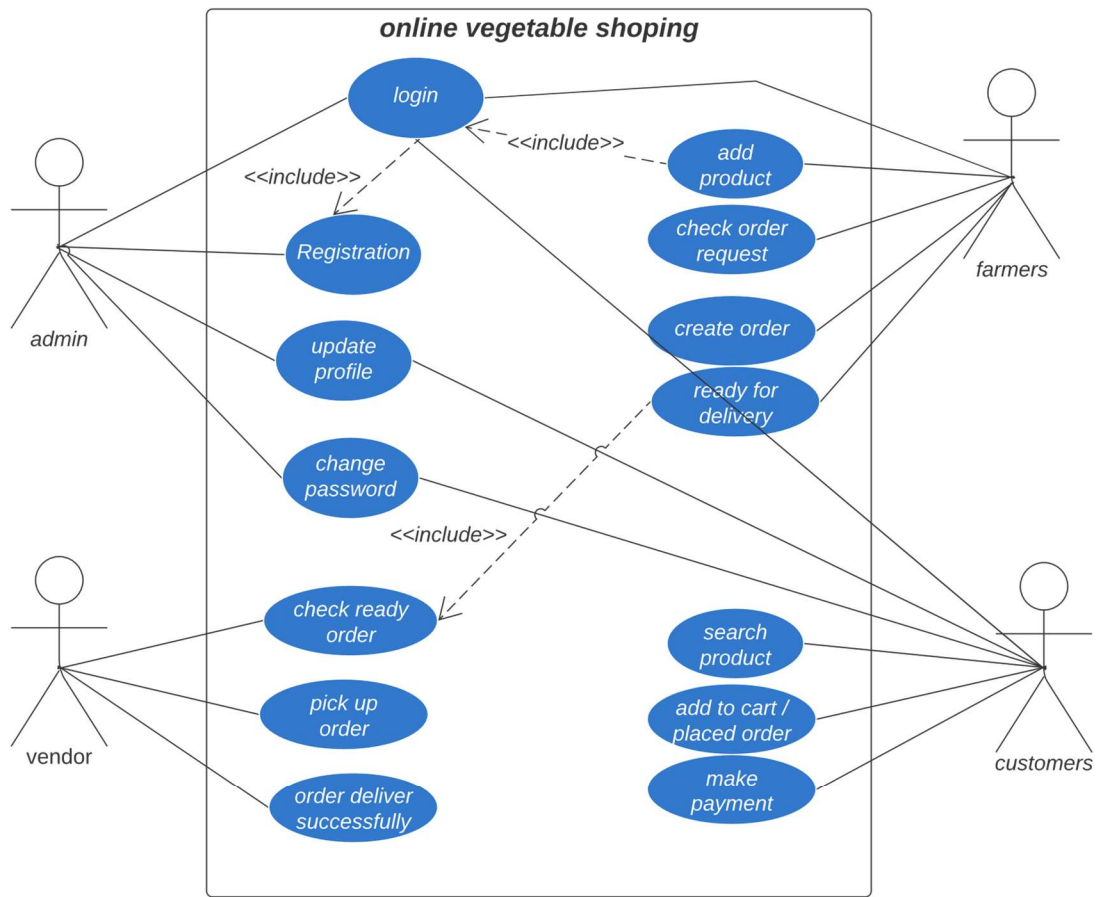 online vegetable shoping
login
<<include>>
add
product
<<include>>
check order
request
Registration
farmers
admin
update
profile
create order
ready for
delivery
change
password
<<include>>
check ready
order
search
product
pick up
order
add to cart /
placed order
vendor
customers
make
payment
order deliver
successfully